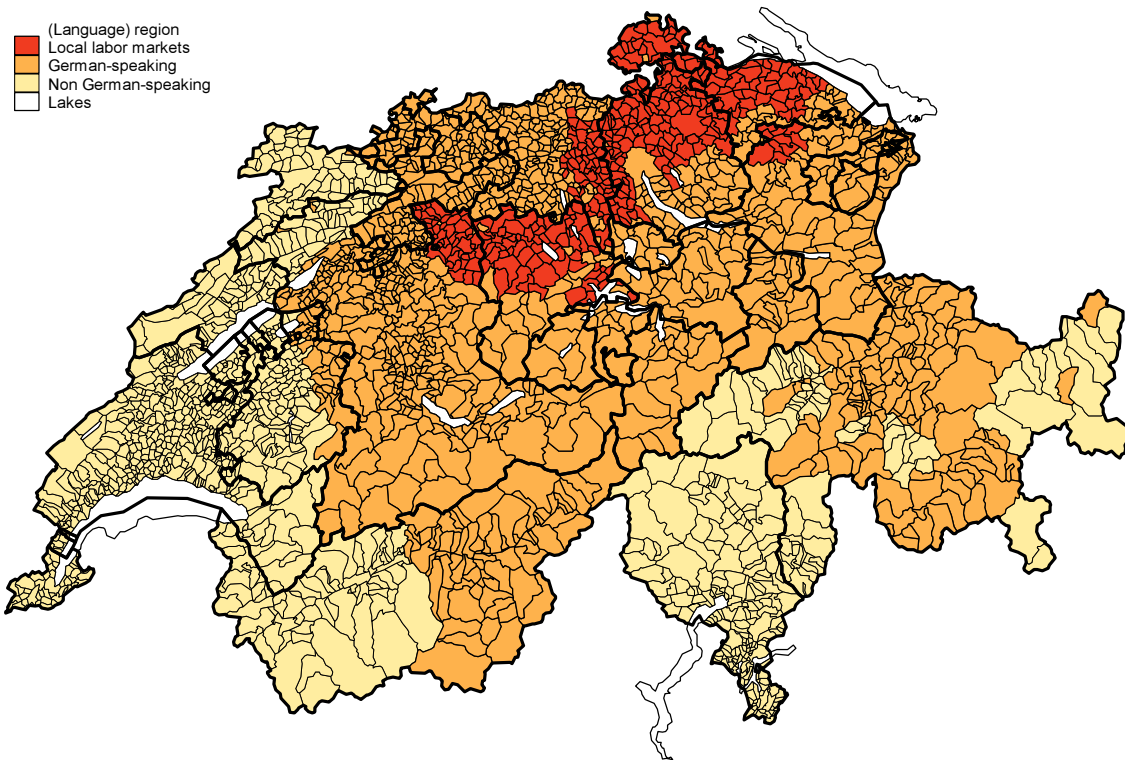 (Language) region
Local labor markets
German-speaking
Non German-speaking
Lakes